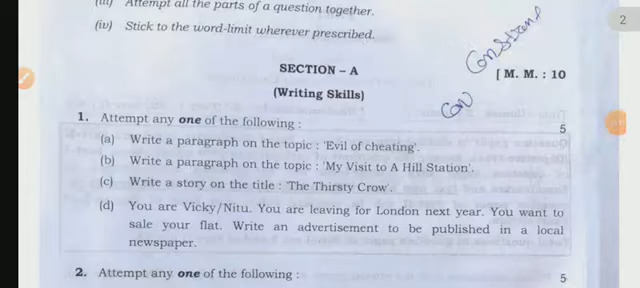 (iii) Attempt all the parts of a question together.
(iv) Stick to the word-limit wherever prescribed.
2
SECTION – A
[ M. M. : 10
(Writing Skills)
1. Attempt any one of the following : 5
(a) Write a paragraph on the topic : 'Evil of cheating'.
(b) Write a paragraph on the topic : 'My Visit to A Hill Station'.
(c) Write a story on the title : 'The Thirsty Crow'.
(d) You are Vicky/Nitu. You are leaving for London next year. You want to
sale your flat. Write an advertisement to be published in a local
newspaper.
2. Attempt any one of the following : 5